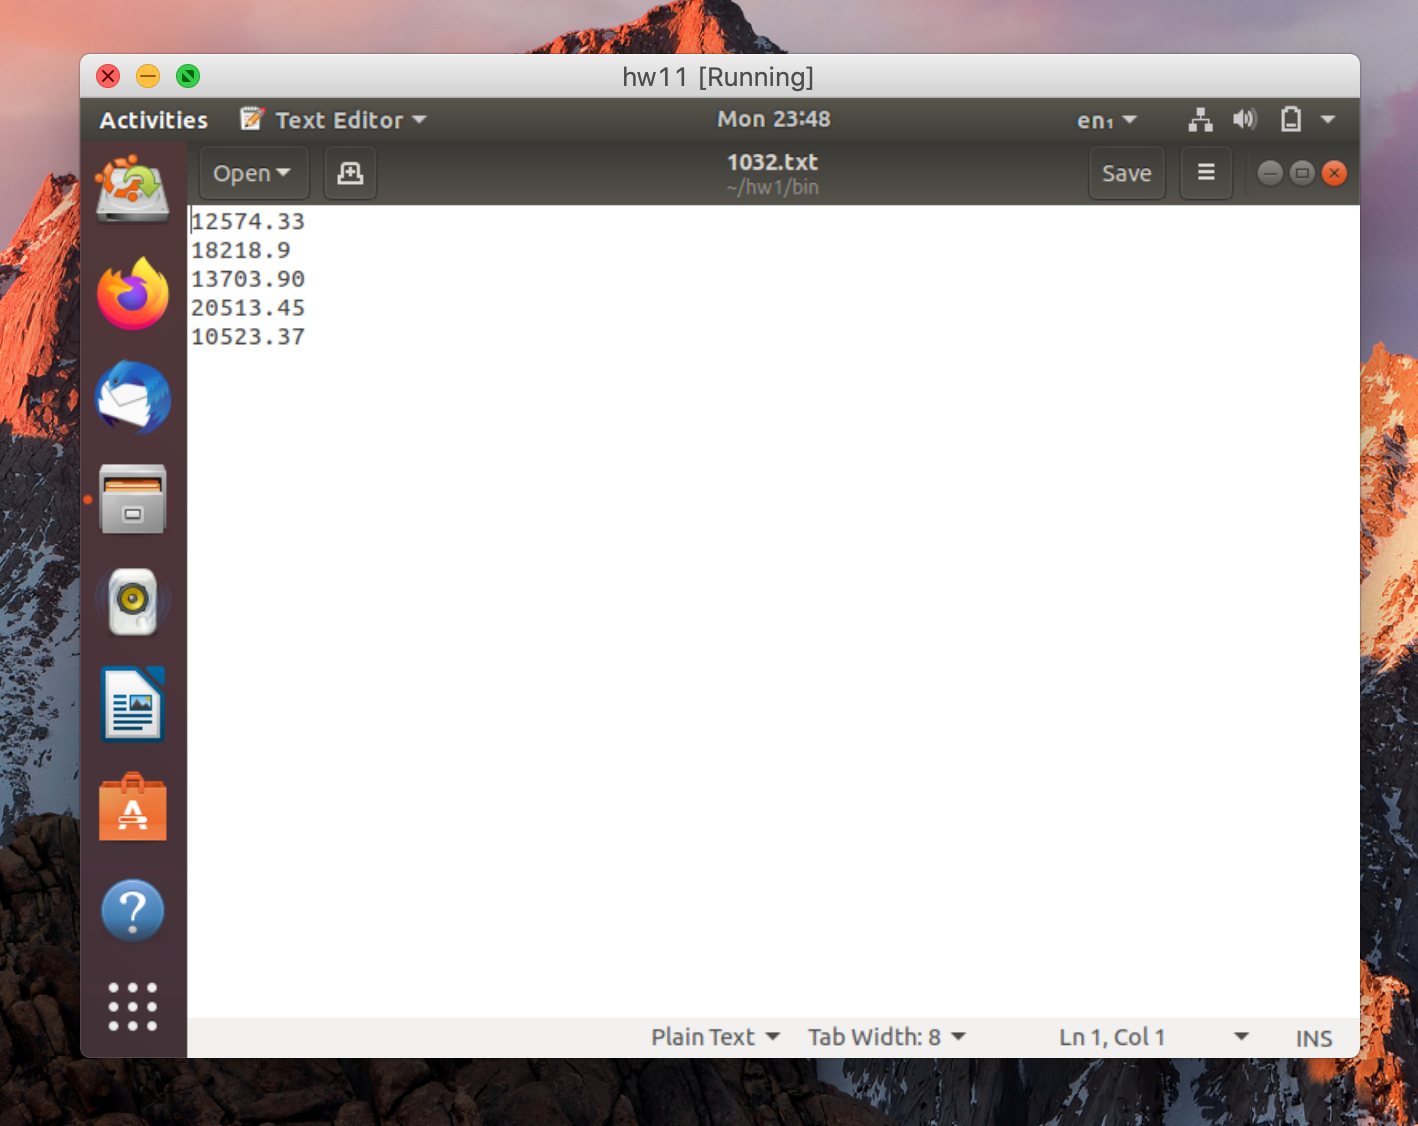 hw11 [Running]
Activities Text Editor Mon 23:48 en₁
Open 1032.txt Save
~/hw1/bin
12574.33
18218.9
13703.90
20513.45
10523.37
Plain Text Tab Width: 8 Ln 1, Col 1 INS